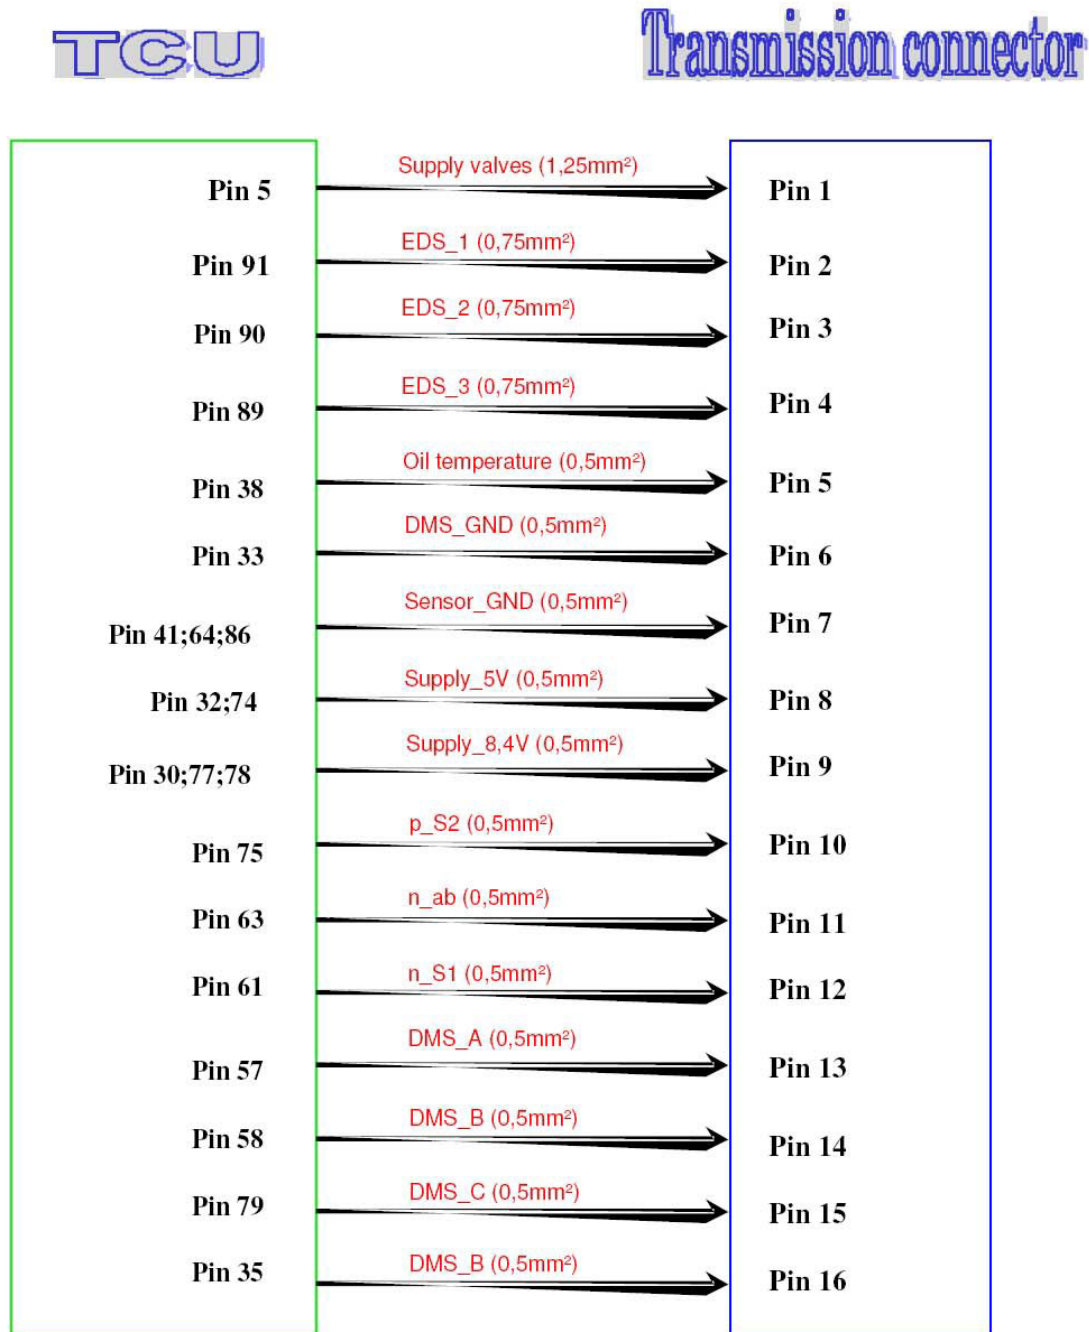 TCU Transmission connector
Pin 5 Supply valves (1,25mm²) Pin 1
Pin 91 EDS_1 (0,75mm²) Pin 2
Pin 90 EDS_2 (0,75mm²) Pin 3
Pin 89 EDS_3 (0,75mm²) Pin 4
Pin 38 Oil temperature (0,5mm²) Pin 5
Pin 33 DMS_GND (0,5mm²) Pin 6
Pin 41;64;86 Sensor_GND (0,5mm²) Pin 7
Pin 32;74 Supply_5V (0,5mm²) Pin 8
Pin 30;77;78 Supply_8,4V (0,5mm²) Pin 9
Pin 75 p_S2 (0,5mm²) Pin 10
Pin 63 n_ab (0,5mm²) Pin 11
Pin 61 n_S1 (0,5mm²) Pin 12
Pin 57 DMS_A (0,5mm²) Pin 13
Pin 58 DMS_B (0,5mm²) Pin 14
Pin 79 DMS_C (0,5mm²) Pin 15
Pin 35 DMS_B (0,5mm²) Pin 16